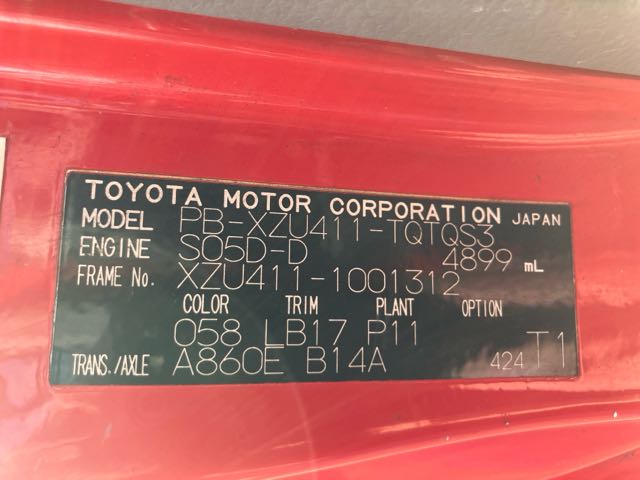 TOYOTA MOTOR CORPORATION JAPAN
MODEL PB-XZU411-TQTQS3
ENGINE S05D-D 4899 mL
FRAME No. XZU411-1001312
COLOR TRIM PLANT OPTION
058 LB17 P11
TRANS./AXLE A860E B14A 424 T1